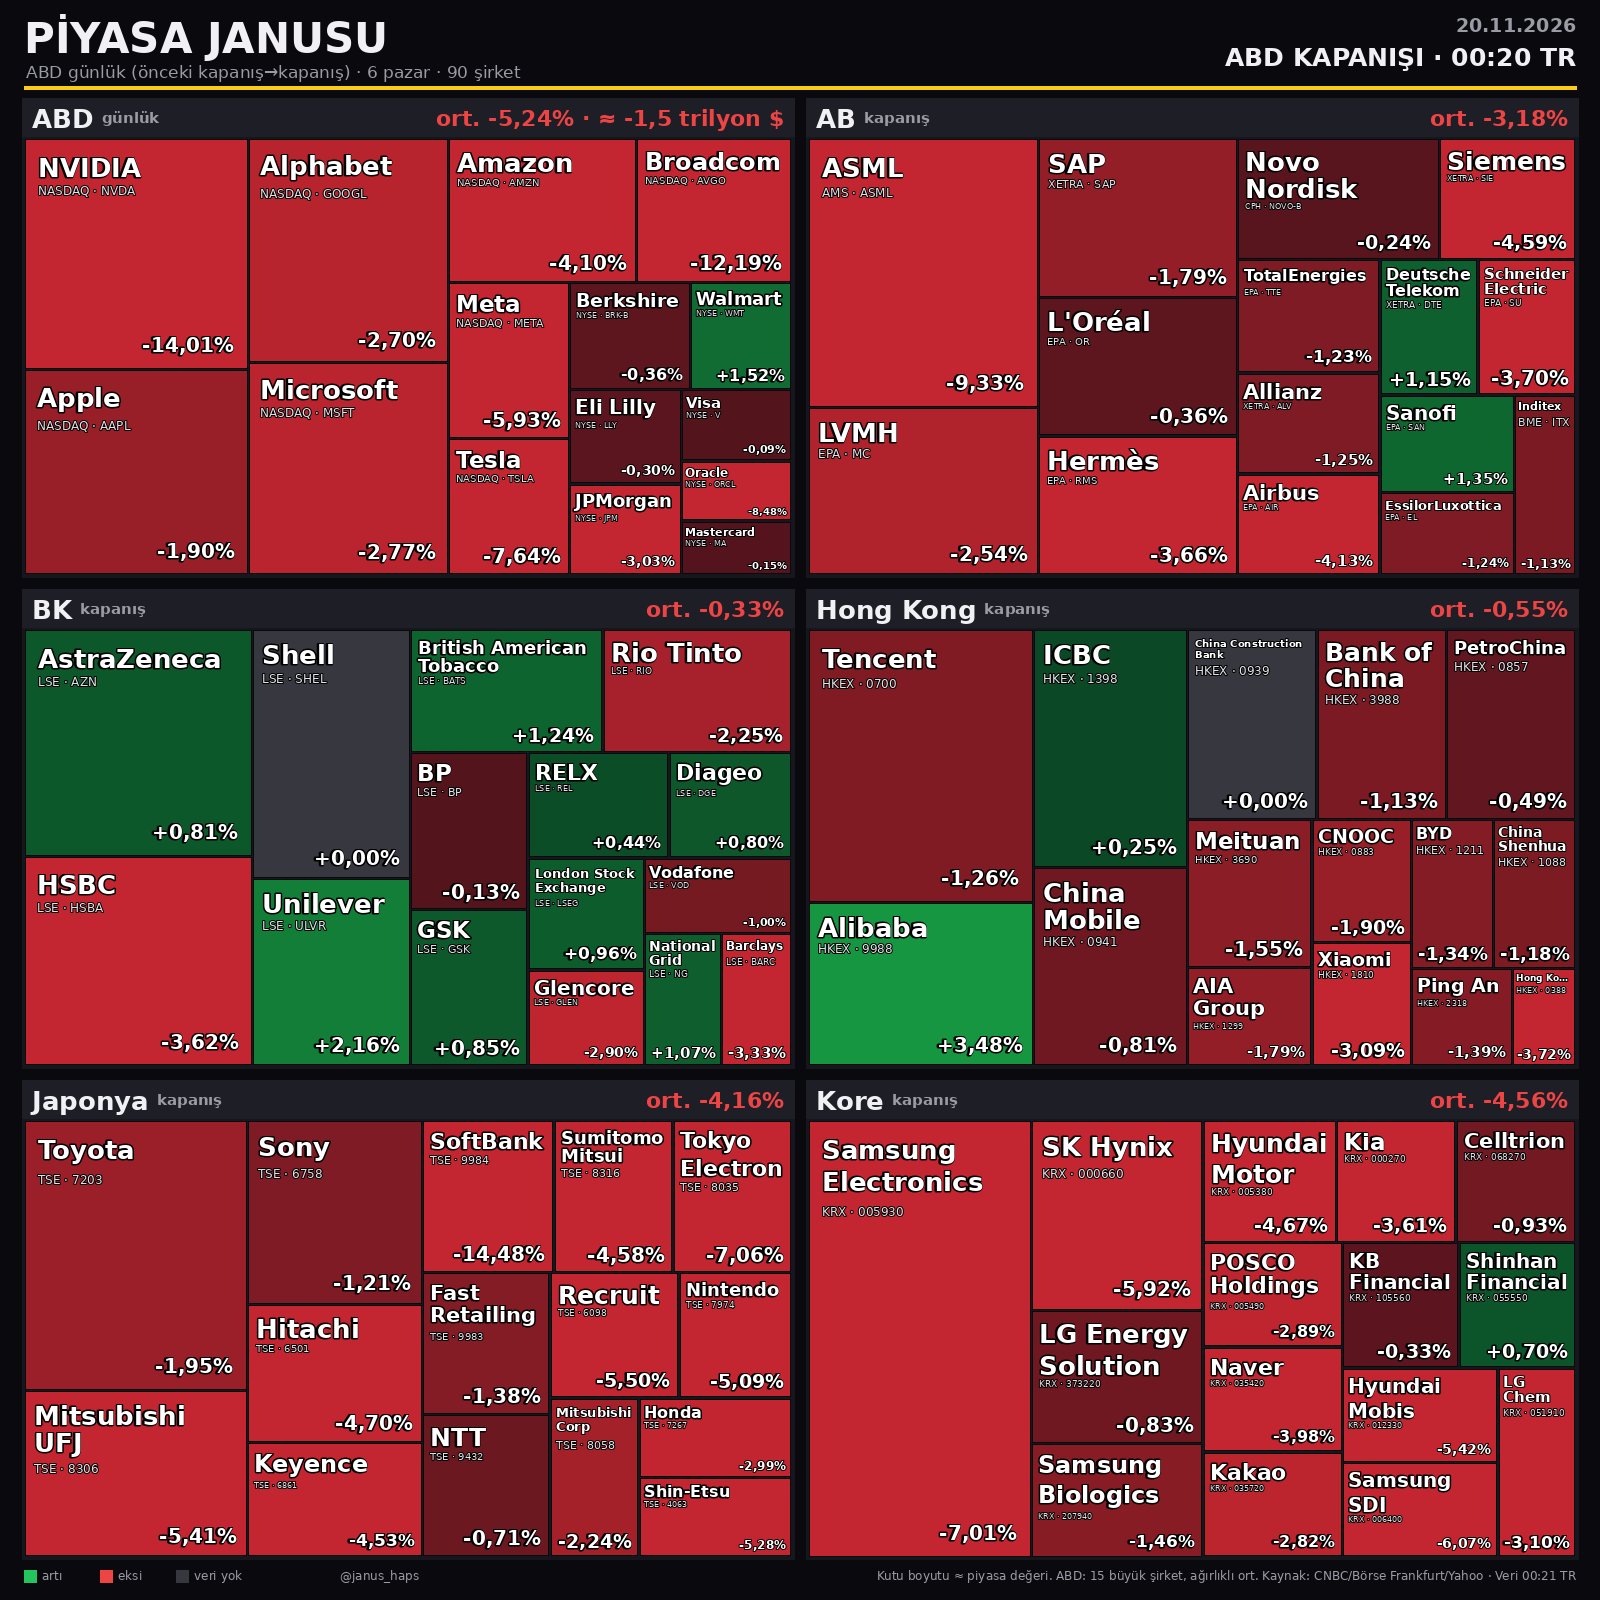 PİYASA JANUSU
ABD günlük (önceki kapanış→kapanış) · 6 pazar · 90 şirket
20.11.2026
ABD KAPANIŞI · 00:20 TR
ABD günlük
ort. -5,24% · ≈ -1,5 trilyon $
NVIDIA
NASDAQ · NVDA
-14,01%
Apple
NASDAQ · AAPL
-1,90%
Alphabet
NASDAQ · GOOGL
-2,70%
Microsoft
NASDAQ · MSFT
-2,77%
Amazon
NASDAQ · AMZN
-4,10%
Broadcom
NASDAQ · AVGO
-12,19%
Meta
NASDAQ · META
-5,93%
Tesla
NASDAQ · TSLA
-7,64%
Berkshire
NYSE · BRK-B
-0,36%
Walmart
NYSE · WMT
+1,52%
Eli Lilly
NYSE · LLY
-0,30%
JPMorgan
NYSE · JPM
-3,03%
Visa
NYSE · V
-0,09%
Oracle
NYSE · ORCL
-8,48%
Mastercard
NYSE · MA
-0,15%
AB kapanış
ort. -3,18%
ASML
AMS · ASML
-9,33%
LVMH
EPA · MC
-2,54%
SAP
XETRA · SAP
-1,79%
L'Oréal
EPA · OR
-0,36%
Hermès
EPA · RMS
-3,66%
Novo
Nordisk
CPH · NOVO-B
-0,24%
Siemens
XETRA · SIE
-4,59%
TotalEnergies
EPA · TTE
-1,23%
Allianz
XETRA · ALV
-1,25%
Airbus
EPA · AIR
-4,13%
Deutsche
Telekom
XETRA · DTE
+1,15%
Schneider
Electric
EPA · SU
-3,70%
Sanofi
EPA · SAN
+1,35%
EssilorLuxottica
EPA · EL
-1,24%
Inditex
BME · ITX
-1,13%
BK kapanış
ort. -0,33%
AstraZeneca
LSE · AZN
+0,81%
HSBC
LSE · HSBA
-3,62%
Shell
LSE · SHEL
+0,00%
Unilever
LSE · ULVR
+2,16%
British American
Tobacco
LSE · BATS
+1,24%
Rio Tinto
LSE · RIO
-2,25%
BP
LSE · BP
-0,13%
GSK
LSE · GSK
+0,85%
RELX
LSE · REL
+0,44%
Diageo
LSE · DGE
+0,80%
London Stock
Exchange
LSE · LSEG
+0,96%
Glencore
LSE · GLEN
-2,90%
Vodafone
LSE · VOD
-1,00%
National
Grid
LSE · NG
+1,07%
Barclays
LSE · BARC
-3,33%
Hong Kong kapanış
ort. -0,55%
Tencent
HKEX · 0700
-1,26%
Alibaba
HKEX · 9988
+3,48%
ICBC
HKEX · 1398
+0,25%
China
Mobile
HKEX · 0941
-0,81%
China Construction
Bank
HKEX · 0939
+0,00%
Bank of
China
HKEX · 3988
-1,13%
PetroChina
HKEX · 0857
-0,49%
Meituan
HKEX · 3690
-1,55%
AIA
Group
HKEX · 1299
-1,79%
CNOOC
HKEX · 0883
-1,90%
Xiaomi
HKEX · 1810
-3,09%
BYD
HKEX · 1211
-1,34%
China
Shenhua
HKEX · 1088
-1,18%
Ping An
HKEX · 2318
-1,39%
Hong Ko...
HKEX · 0388
-3,72%
Japonya kapanış
ort. -4,16%
Toyota
TSE · 7203
-1,95%
Mitsubishi
UFJ
TSE · 8306
-5,41%
Sony
TSE · 6758
-1,21%
Hitachi
TSE · 6501
-4,70%
Keyence
TSE · 6861
-4,53%
SoftBank
TSE · 9984
-14,48%
Sumitomo
Mitsui
TSE · 8316
-4,58%
Tokyo
Electron
TSE · 8035
-7,06%
Fast
Retailing
TSE · 9983
-1,38%
NTT
TSE · 9432
-0,71%
Recruit
TSE · 6098
-5,50%
Nintendo
TSE · 7974
-5,09%
Mitsubishi
Corp
TSE · 8058
-2,24%
Honda
TSE · 7267
-2,99%
Shin-Etsu
TSE · 4063
-5,28%
Kore kapanış
ort. -4,56%
Samsung
Electronics
KRX · 005930
-7,01%
SK Hynix
KRX · 000660
-5,92%
LG Energy
Solution
KRX · 373220
-0,83%
Samsung
Biologics
KRX · 207940
-1,46%
Hyundai
Motor
KRX · 005380
-4,67%
Kia
KRX · 000270
-3,61%
Celltrion
KRX · 068270
-0,93%
POSCO
Holdings
KRX · 005490
-2,89%
Naver
KRX · 035420
-3,98%
Kakao
KRX · 035720
-2,82%
KB
Financial
KRX · 105560
-0,33%
Shinhan
Financial
KRX · 055550
+0,70%
Hyundai
Mobis
KRX · 012330
-5,42%
Samsung
SDI
KRX · 006400
-6,07%
LG
Chem
KRX · 051910
-3,10%
artı
eksi
veri yok
@janus_haps
Kutu boyutu ≈ piyasa değeri. ABD: 15 büyük şirket, ağırlıklı ort. Kaynak: CNBC/Börse Frankfurt/Yahoo · Veri 00:21 TR